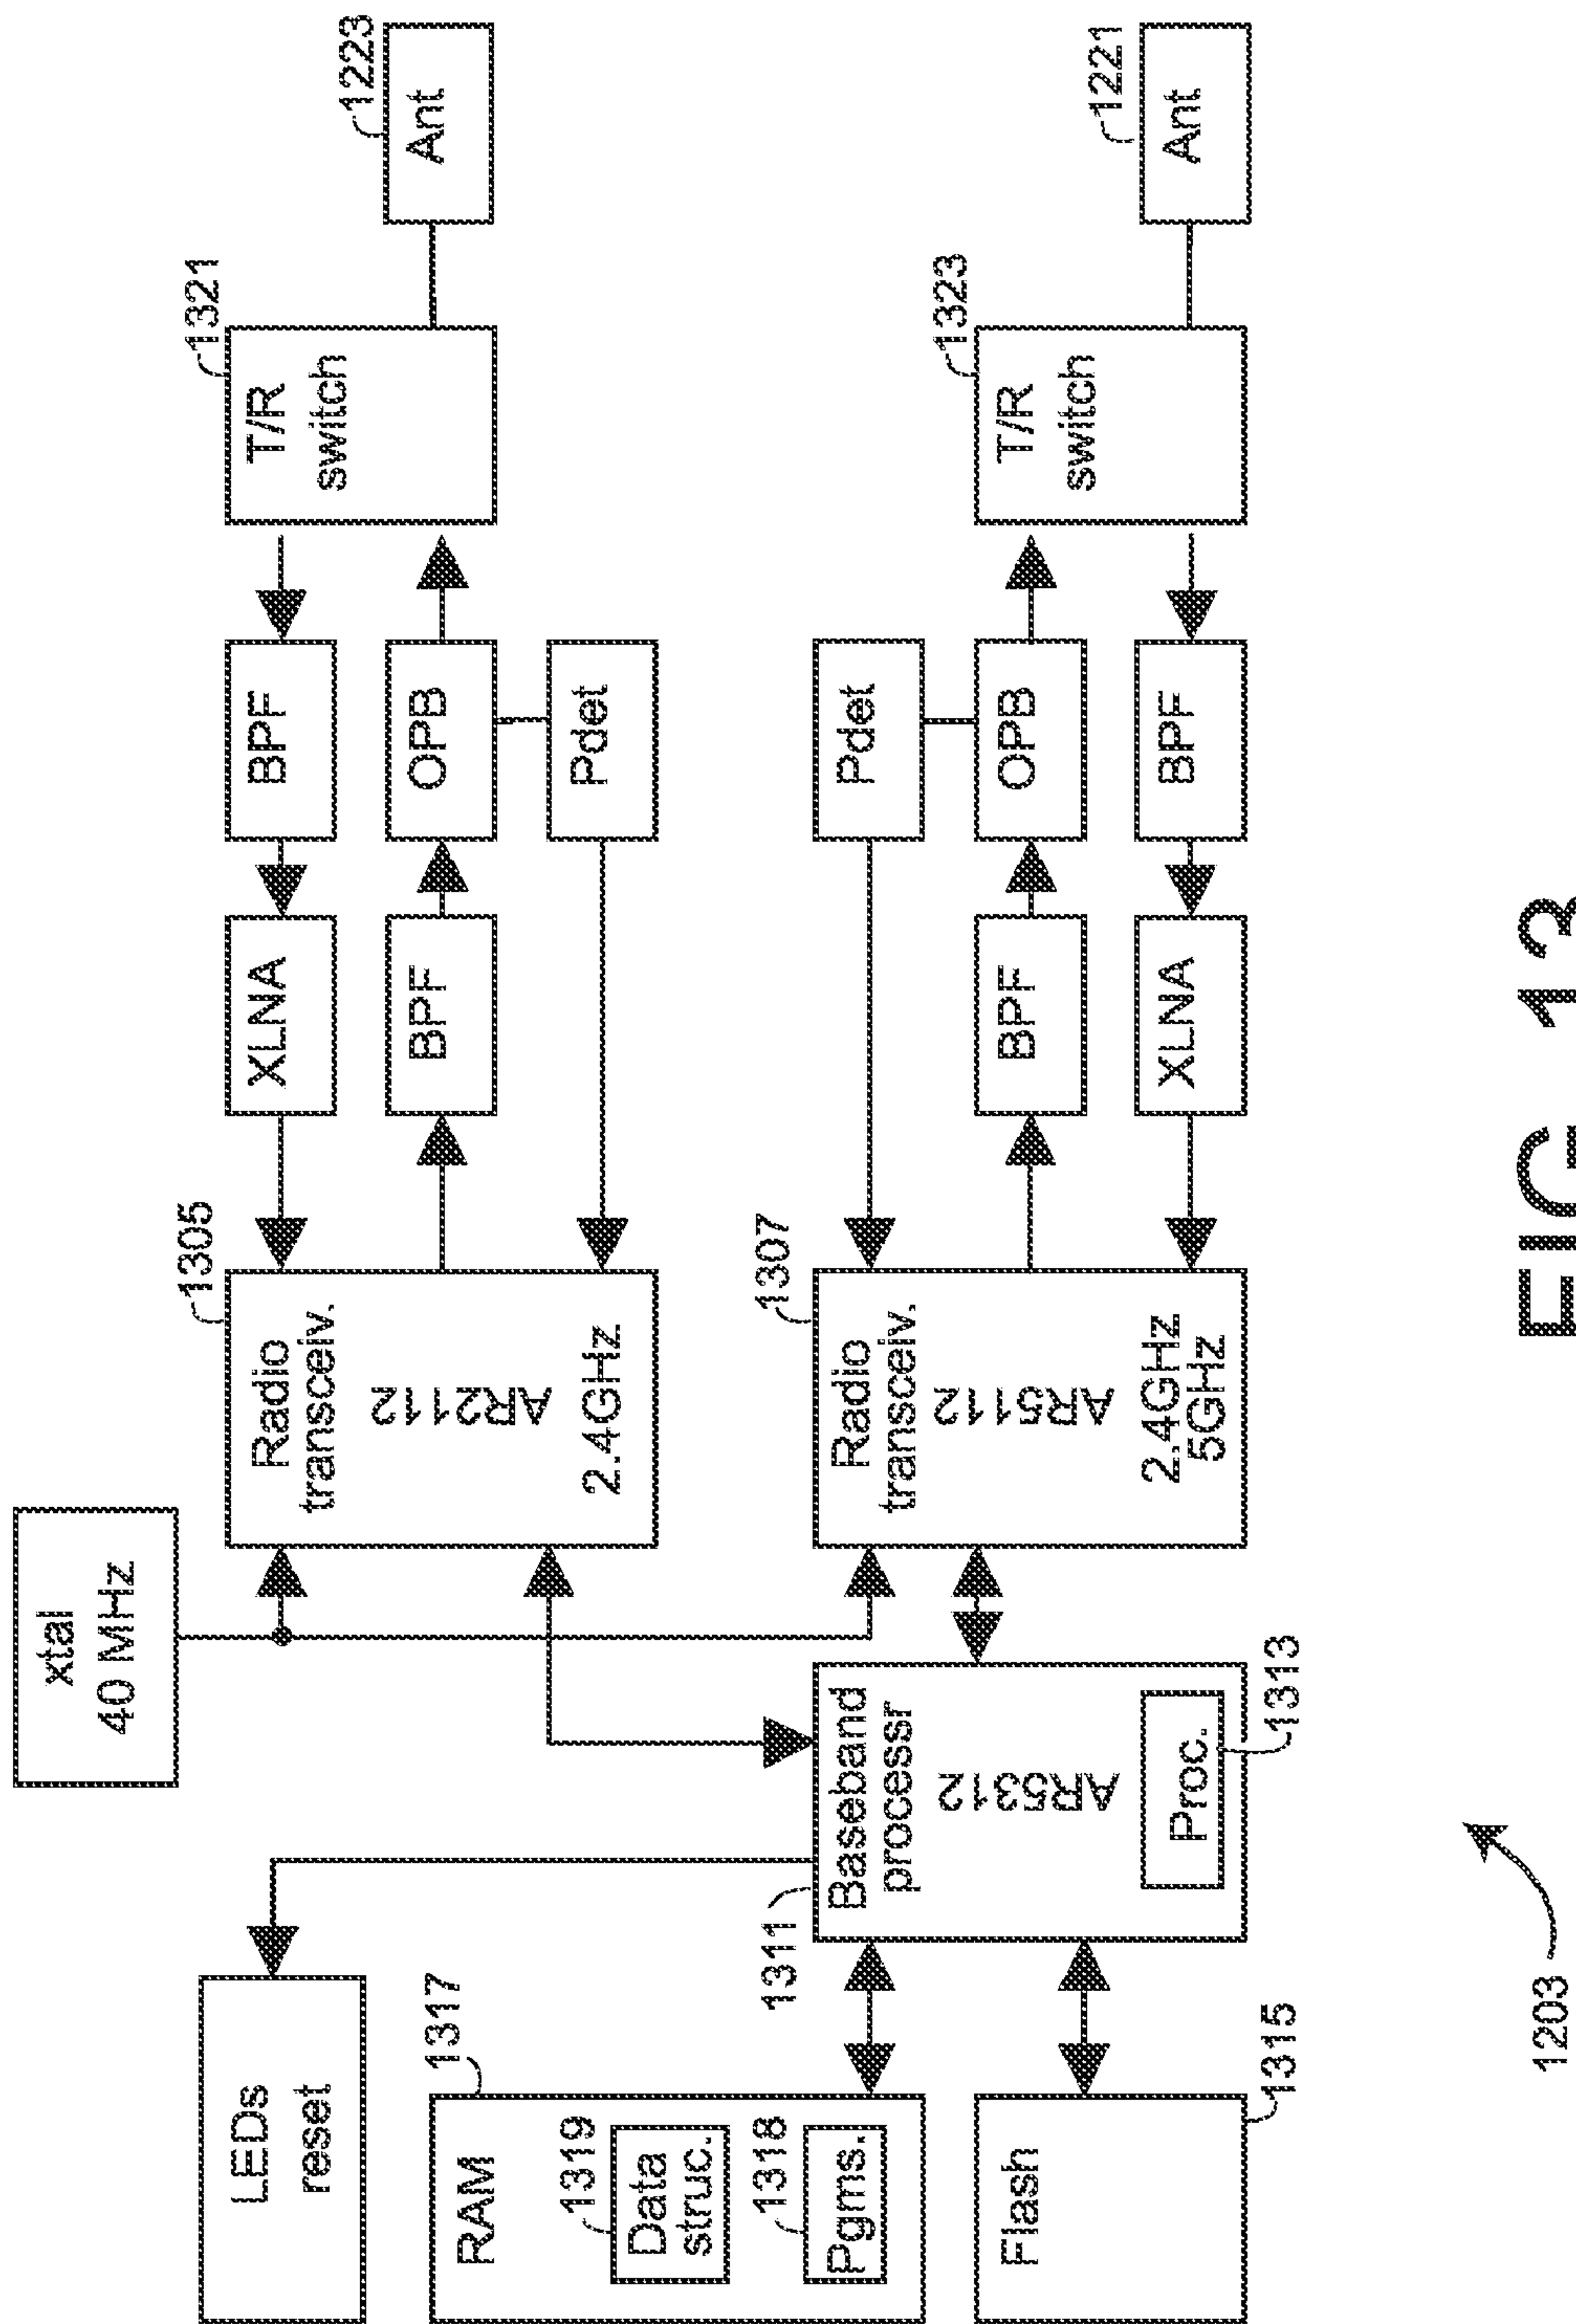 LEDs
reset
RAM
1317
1319
Data
struc.
1318
Pgms.
Flash
1315
xtal
40 MHz
1311
Baseband
processr
AR5312
Proc.
1313
1305
Radio
transceiv.
AR2112
2.4GHz
1307
Radio
transceiv.
AR5112
2.4GHz
5GHz
XLNA
BPF
BPF
OPB
Pdet
1321
T/R
switch
1223
Ant
Pdet
BPF
OPB
XLNA
BPF
1323
T/R
switch
1221
Ant
1203
FIG. 13